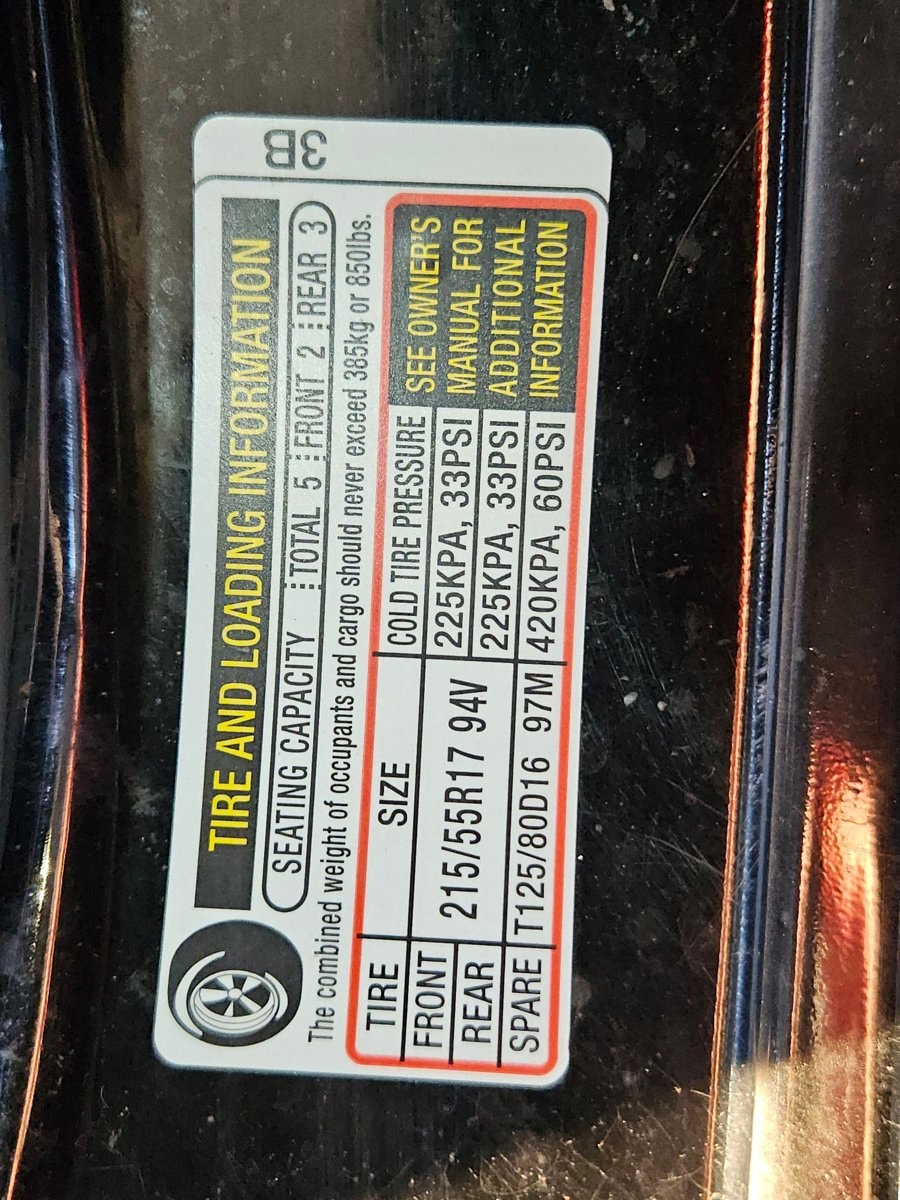 3B
TIRE AND LOADING INFORMATION
SEATING CAPACITY TOTAL 5 FRONT 2 REAR 3
The combined weight of occupants and cargo should never exceed 385kg or 850lbs.
TIRE SIZE COLD TIRE PRESSURE
FRONT 215/55R17 94V 225KPA, 33PSI
REAR 225KPA, 33PSI
SPARE T125/80D16 97M 420KPA, 60PSI
SEE OWNER'S
MANUAL FOR
ADDITIONAL
INFORMATION